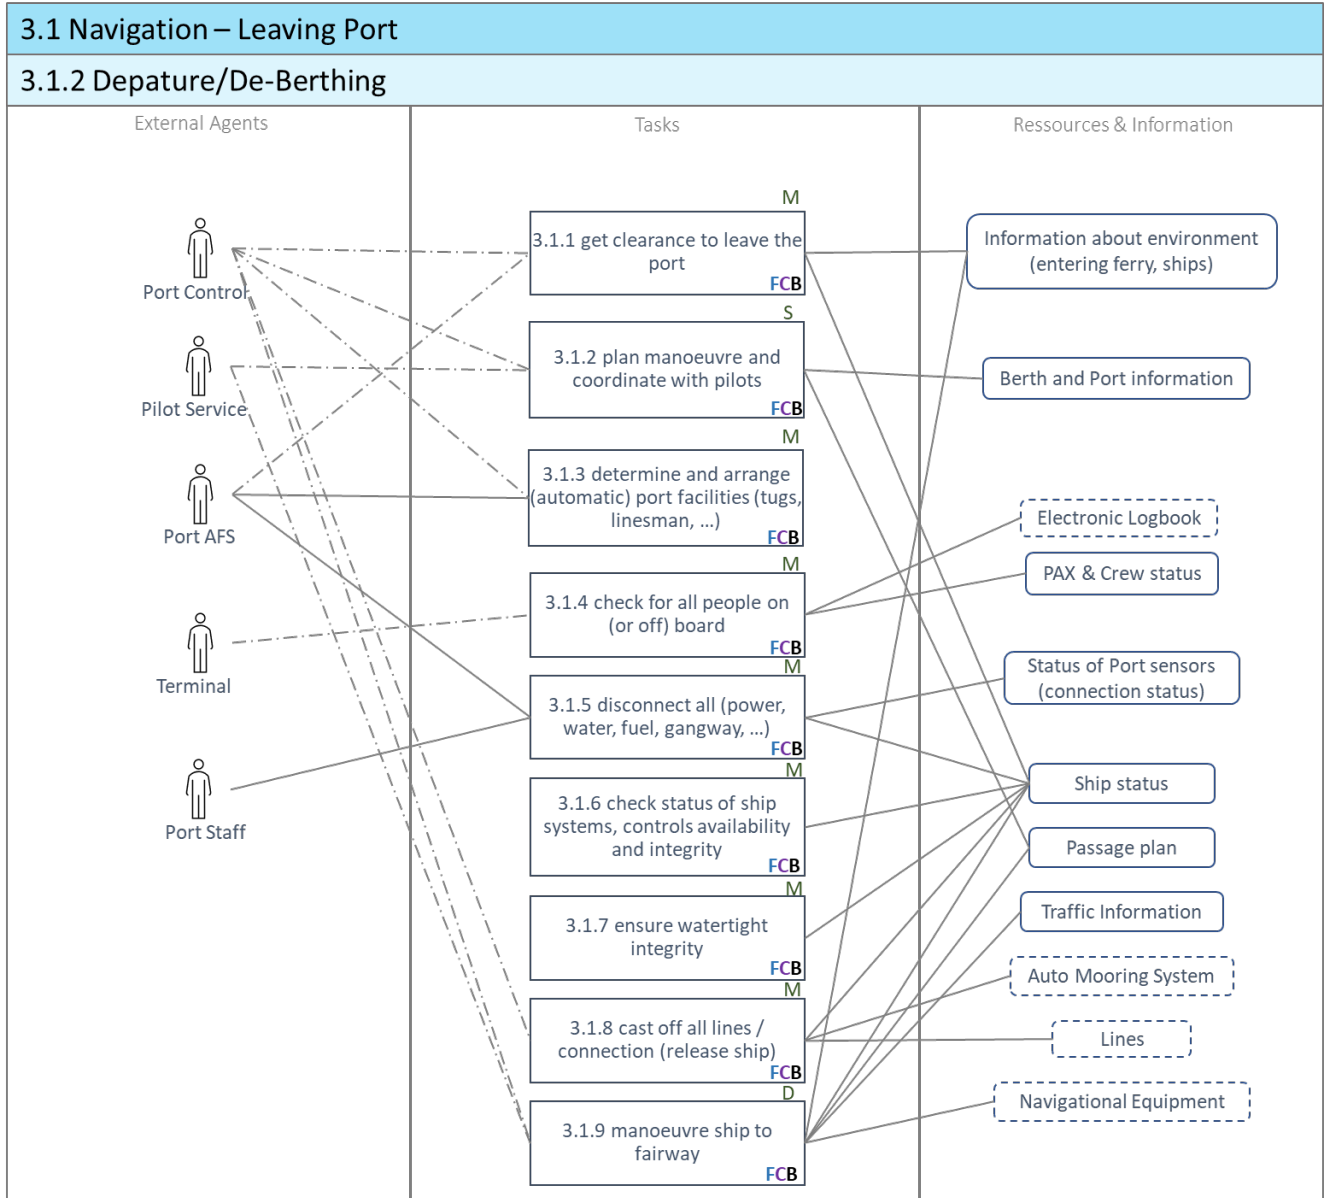 3.1 Navigation – Leaving Port
3.1.2 Depature/De-Berthing
External Agents
Tasks
Ressources & Information
Port Control
Pilot Service
Port AFS
Terminal
Port Staff
M
3.1.1 get clearance to leave the
port
FCB
S
3.1.2 plan manoeuvre and
coordinate with pilots
FCB
M
3.1.3 determine and arrange
(automatic) port facilities (tugs,
linesman, ...)
FCB
M
3.1.4 check for all people on
(or off) board
FCB
M
3.1.5 disconnect all (power,
water, fuel, gangway, ...)
FCB
M
3.1.6 check status of ship
systems, controls availability
and integrity
FCB
M
3.1.7 ensure watertight
integrity
FCB
M
3.1.8 cast off all lines /
connection (release ship)
FCB
D
3.1.9 manoeuvre ship to
fairway
FCB
Information about environment
(entering ferry, ships)
Berth and Port information
Electronic Logbook
PAX & Crew status
Status of Port sensors
(connection status)
Ship status
Passage plan
Traffic Information
Auto Mooring System
Lines
Navigational Equipment